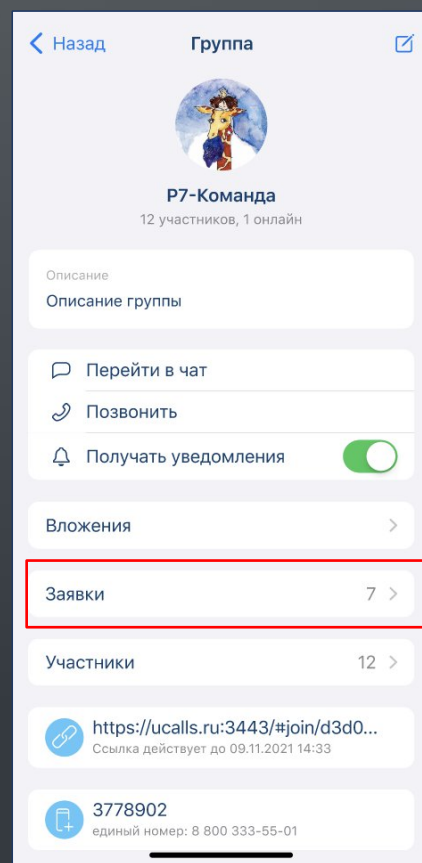 Назад
Группа
Р7-Команда
12 участников, 1 онлайн
Описание
Описание группы
Перейти в чат
Позвонить
Получать уведомления
Вложения
Заявки 7
Участники 12
https://ucalls.ru:3443/#join/d3d0...
Ссылка действует до 09.11.2021 14:33
3778902
единый номер: 8 800 333-55-01